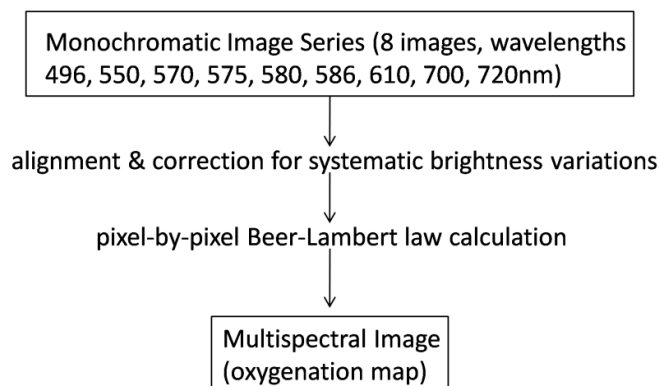 Monochromatic Image Series (8 images, wavelengths
496, 550, 570, 575, 580, 586, 610, 700, 720nm)
alignment & correction for systematic brightness variations
pixel-by-pixel Beer-Lambert law calculation
Multispectral Image
(oxygenation map)